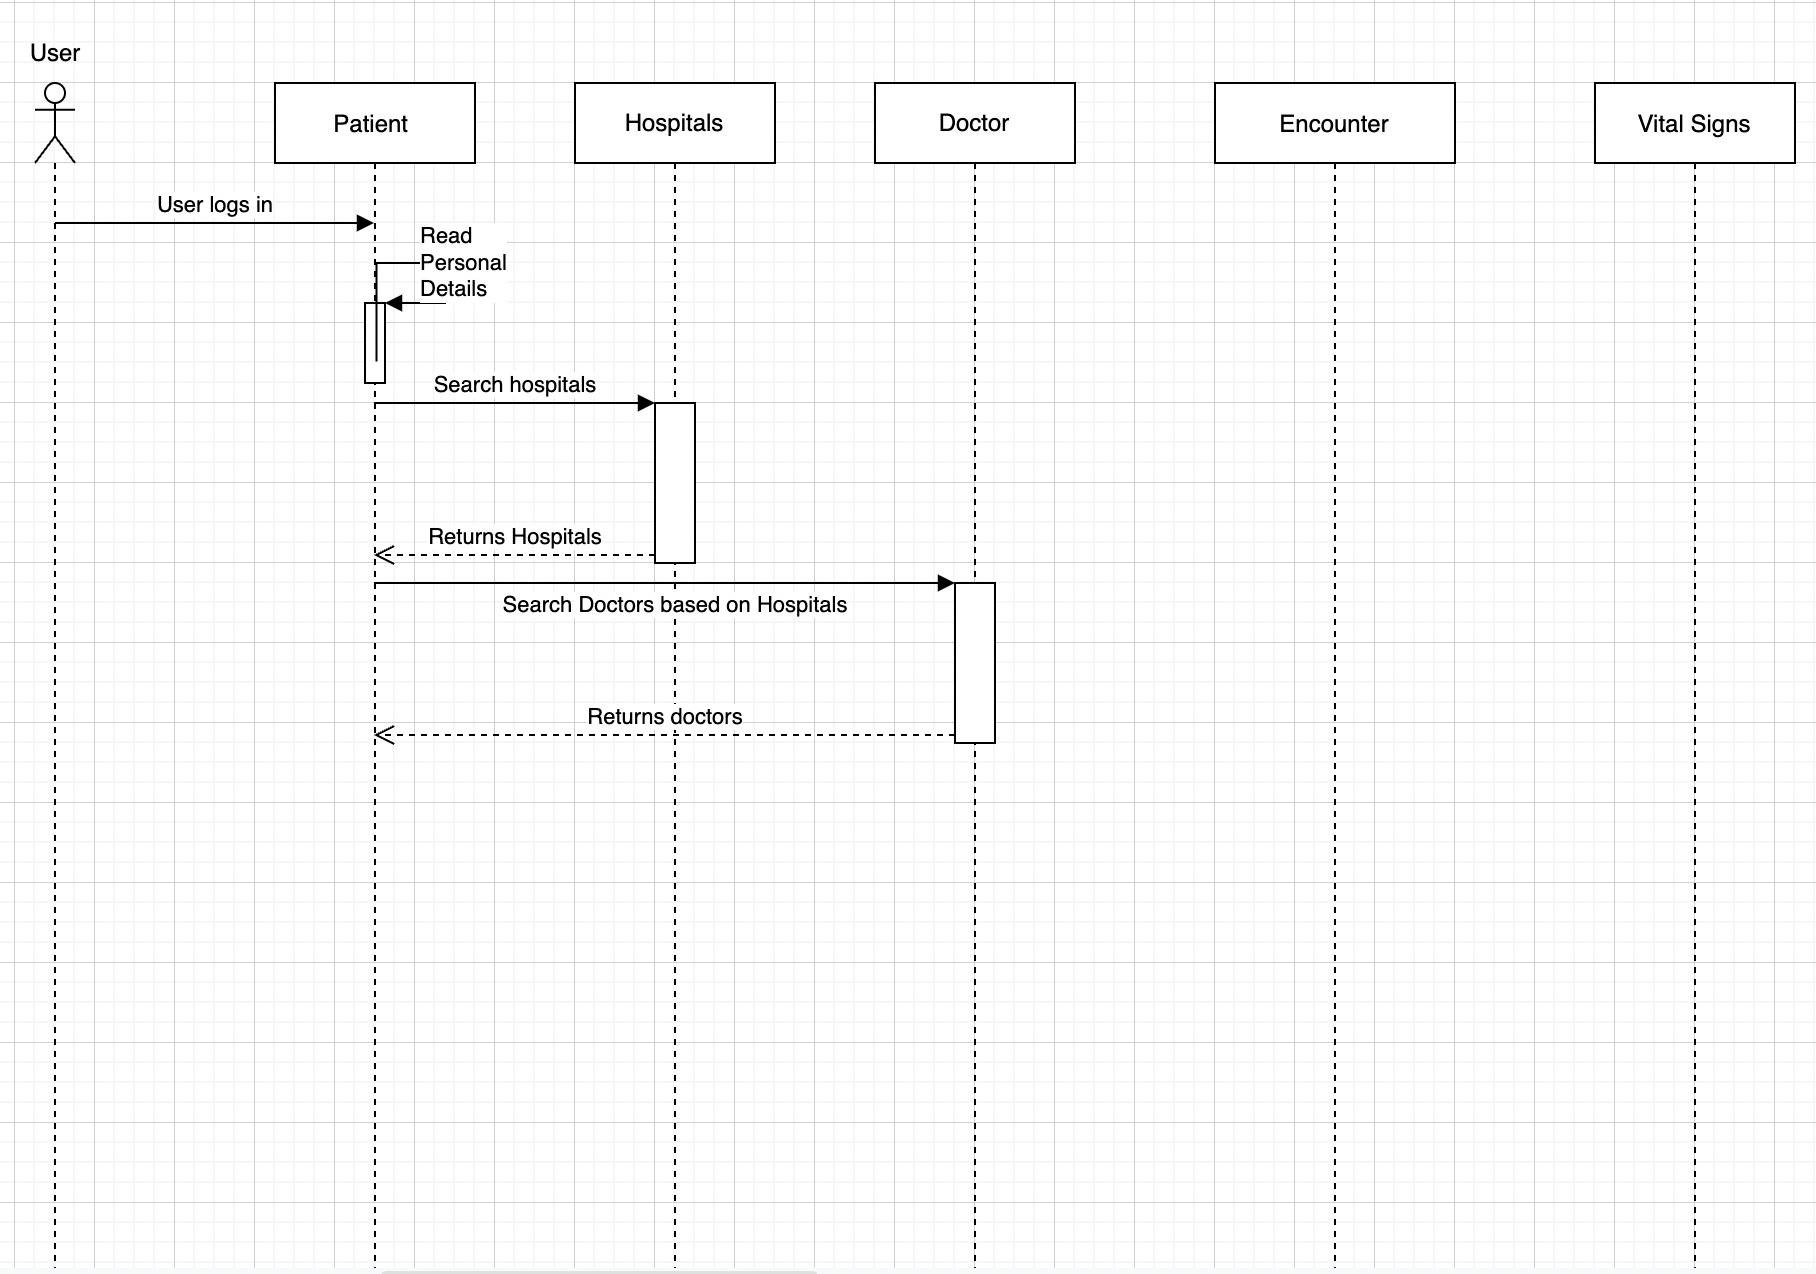 User
Patient
Hospitals
Doctor
Encounter
Vital Signs
User logs in
Read
Personal
Details
Search hospitals
Returns Hospitals
Search Doctors based on Hospitals
Returns doctors